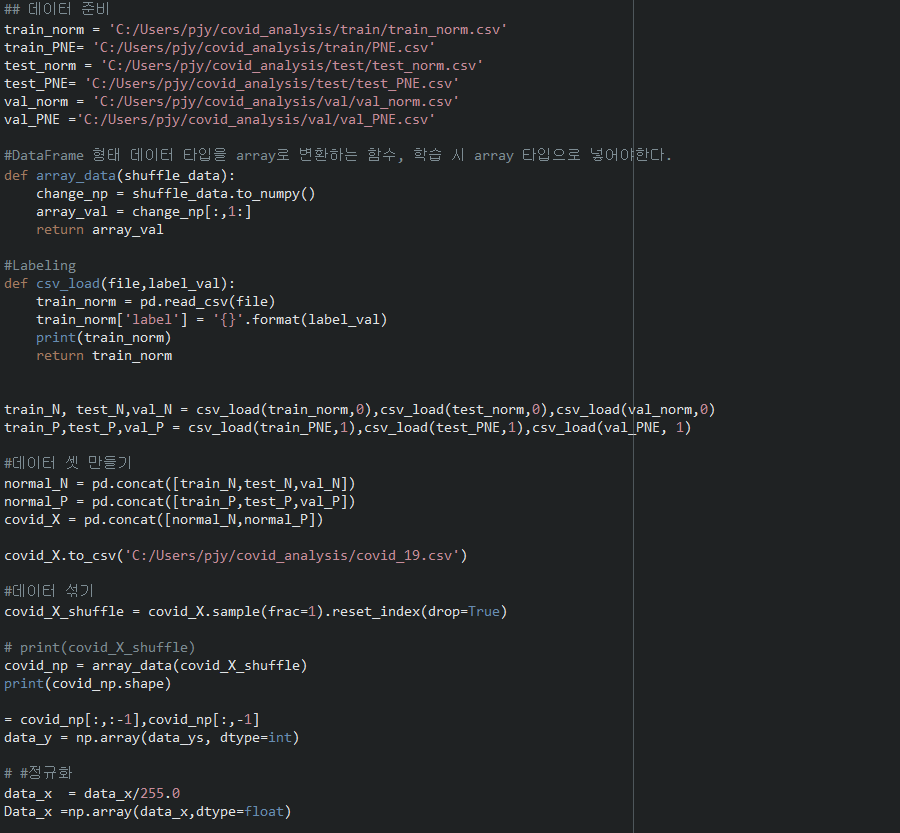 ## 데이터 준비
train_norm = 'C:/Users/pjy/covid_analysis/train/train_norm.csv'
train_PNE= 'C:/Users/pjy/covid_analysis/train/PNE.csv'
test_norm = 'C:/Users/pjy/covid_analysis/test/test_norm.csv'
test_PNE= 'C:/Users/pjy/covid_analysis/test/test_PNE.csv'
val_norm = 'C:/Users/pjy/covid_analysis/val/val_norm.csv'
val_PNE ='C:/Users/pjy/covid_analysis/val/val_PNE.csv'
#DataFrame 형태 데이터 타입을 array로 변환하는 함수, 학습 시 array 타입으로 넣어야한다.
def array_data(shuffle_data):
    change_np = shuffle_data.to_numpy()
    array_val = change_np[:,1:]
    return array_val
#Labeling
def csv_load(file,label_val):
    train_norm = pd.read_csv(file)
    train_norm['label'] = '{}'.format(label_val)
    print(train_norm)
    return train_norm
train_N, test_N,val_N = csv_load(train_norm,0),csv_load(test_norm,0),csv_load(val_norm,0)
train_P,test_P,val_P = csv_load(train_PNE,1),csv_load(test_PNE,1),csv_load(val_PNE, 1)
#데이터 셋 만들기
normal_N = pd.concat([train_N,test_N,val_N])
normal_P = pd.concat([train_P,test_P,val_P])
covid_X = pd.concat([normal_N,normal_P])
covid_X.to_csv('C:/Users/pjy/covid_analysis/covid_19.csv')
#데이터 섞기
covid_X_shuffle = covid_X.sample(frac=1).reset_index(drop=True)
# print(covid_X_shuffle)
covid_np = array_data(covid_X_shuffle)
print(covid_np.shape)
= covid_np[:,:-1],covid_np[:,-1]
data_y = np.array(data_ys, dtype=int)
# #정규화
data_x  = data_x/255.0
Data_x =np.array(data_x,dtype=float)